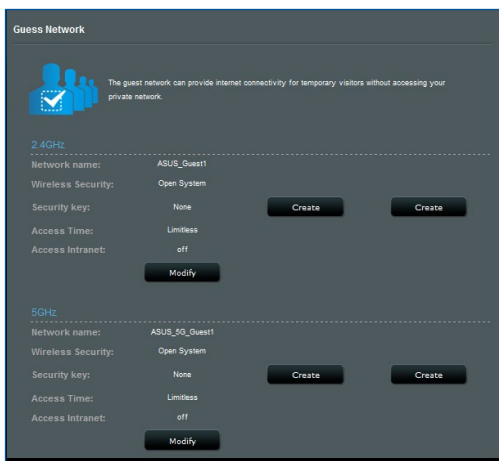 Guess Network
The guest network can provide internet connectivity for temporary visitors without accessing your
private network.
2.4GHz
Network name: ASUS_Guest1
Wireless Security: Open System
Security key: None Create Create
Access Time: Limitless
Access Intranet: off
Modify
5GHz
Network name: ASUS_5G_Guest1
Wireless Security: Open System
Security key: None Create Create
Access Time: Limitless
Access Intranet: off
Modify